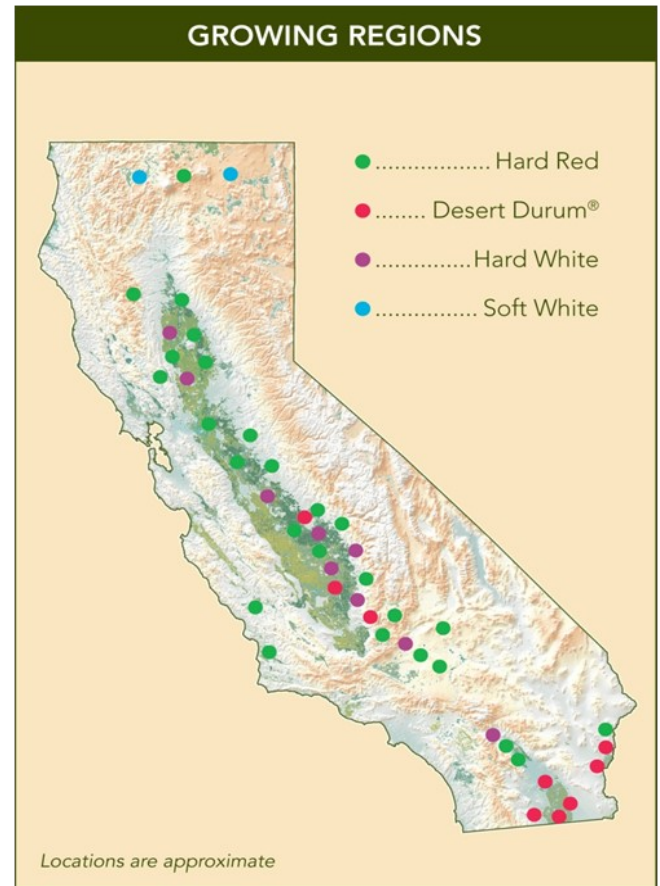 GROWING REGIONS
.................. Hard Red
........ Desert Durum®
...............Hard White
................ Soft White
Locations are approximate